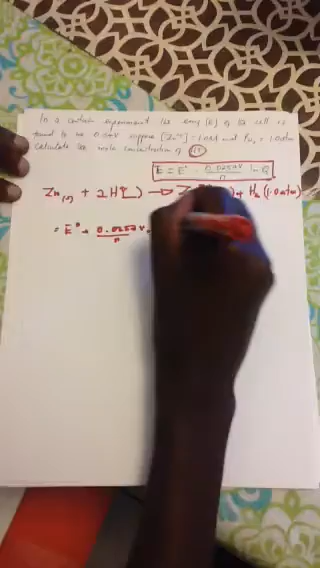 In a certain experiment the emf (E) of the cell is
found to be 0.54V suppose [Zn²⁺] = 1.0M and P_H₂ = 1.0atm
calculate the molar concentration of H⁺
E = E° - 0.0257V/n ln Q
Zn(s) + 2H⁺(_) → + H₂ (1.0atm)
= E° - 0.0257V/n